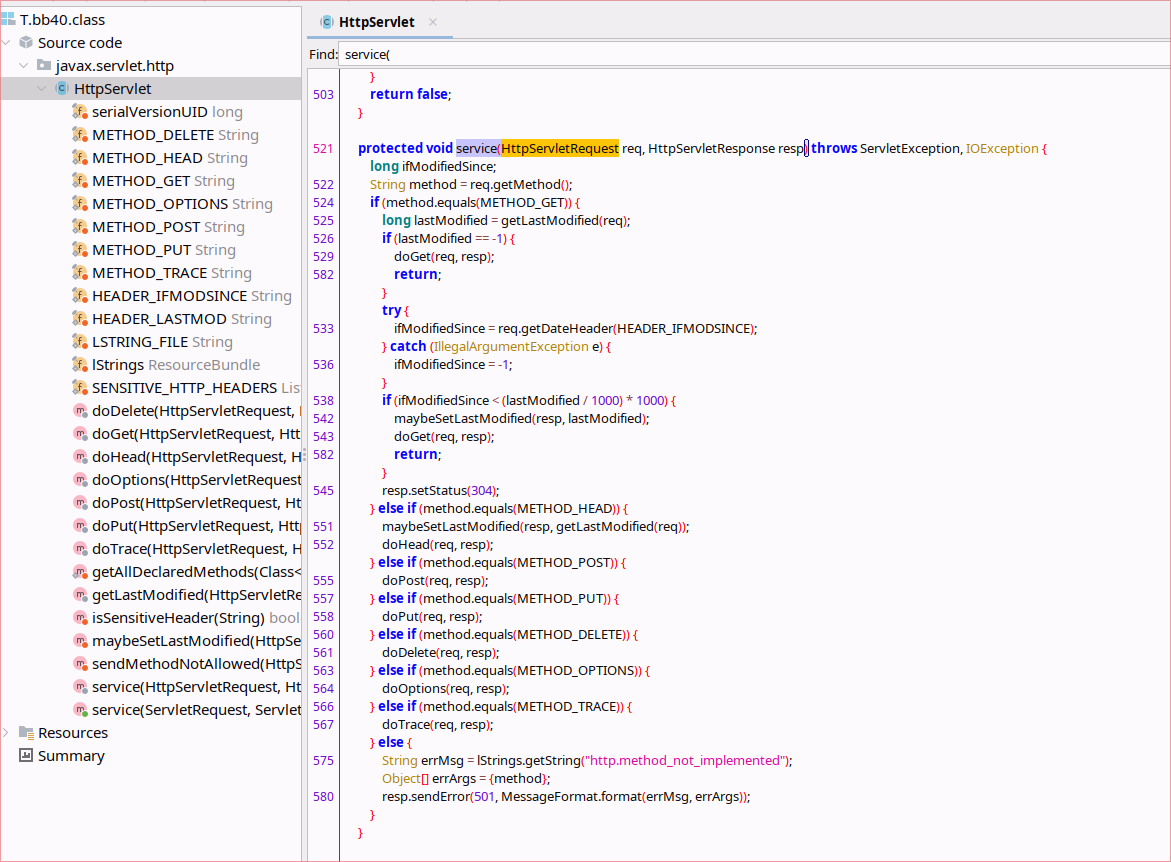 T.bb40.class
Source code
javax.servlet.http
HttpServlet
serialVersionUID long
METHOD_DELETE String
METHOD_HEAD String
METHOD_GET String
METHOD_OPTIONS String
METHOD_POST String
METHOD_PUT String
METHOD_TRACE String
HEADER_IFMODSINCE String
HEADER_LASTMOD String
LSTRING_FILE String
lStrings ResourceBundle
SENSITIVE_HTTP_HEADERS Lis
doDelete(HttpServletRequest,
doGet(HttpServletRequest, Htt
doHead(HttpServletRequest, H
doOptions(HttpServletRequest
doPost(HttpServletRequest, Ht
doPut(HttpServletRequest, Htt
doTrace(HttpServletRequest, H
getAllDeclaredMethods(Class<
getLastModified(HttpServletRe
isSensitiveHeader(String) bool
maybeSetLastModified(HttpSe
sendMethodNotAllowed(HttpS
service(HttpServletRequest, Ht
service(ServletRequest, Servlet
Resources
Summary
HttpServlet
Find: service(
}
503 return false;
}
521 protected void service(HttpServletRequest req, HttpServletResponse resp) throws ServletException, IOException {
long ifModifiedSince;
522 String method = req.getMethod();
524 if (method.equals(METHOD_GET)) {
525 long lastModified = getLastModified(req);
526 if (lastModified == -1) {
529 doGet(req, resp);
582 return;
}
try {
533 ifModifiedSince = req.getDateHeader(HEADER_IFMODSINCE);
} catch (IllegalArgumentException e) {
536 ifModifiedSince = -1;
}
538 if (ifModifiedSince < (lastModified / 1000) * 1000) {
542 maybeSetLastModified(resp, lastModified);
543 doGet(req, resp);
582 return;
}
545 resp.setStatus(304);
} else if (method.equals(METHOD_HEAD)) {
551 maybeSetLastModified(resp, getLastModified(req));
552 doHead(req, resp);
} else if (method.equals(METHOD_POST)) {
555 doPost(req, resp);
557 } else if (method.equals(METHOD_PUT)) {
558 doPut(req, resp);
560 } else if (method.equals(METHOD_DELETE)) {
561 doDelete(req, resp);
563 } else if (method.equals(METHOD_OPTIONS)) {
564 doOptions(req, resp);
566 } else if (method.equals(METHOD_TRACE)) {
567 doTrace(req, resp);
} else {
575 String errMsg = lStrings.getString("http.method_not_implemented");
Object[] errArgs = {method};
580 resp.sendError(501, MessageFormat.format(errMsg, errArgs));
}
}